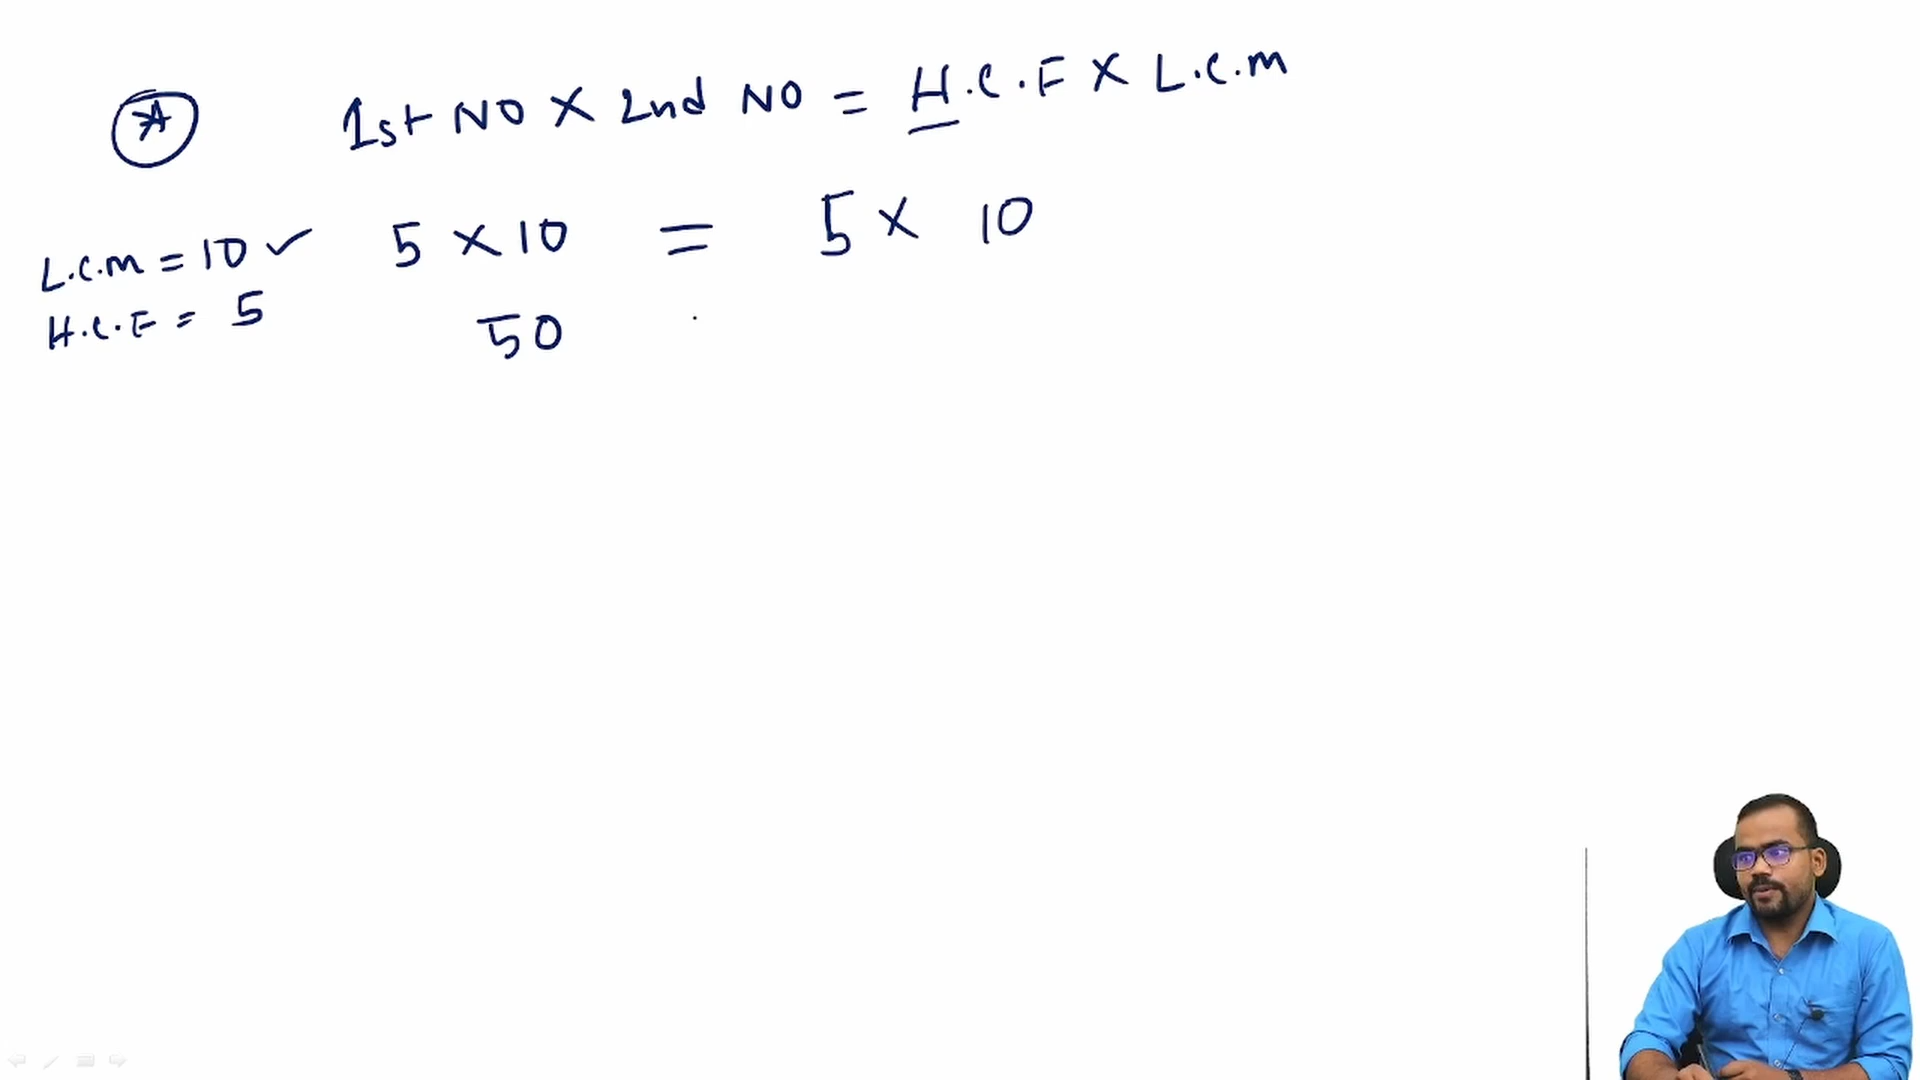 1st NO X 2nd NO = H.C.F X L.C.M
L.C.M = 10 ✓ 5 X 10 = 5 X 10
H.C.F = 5
50